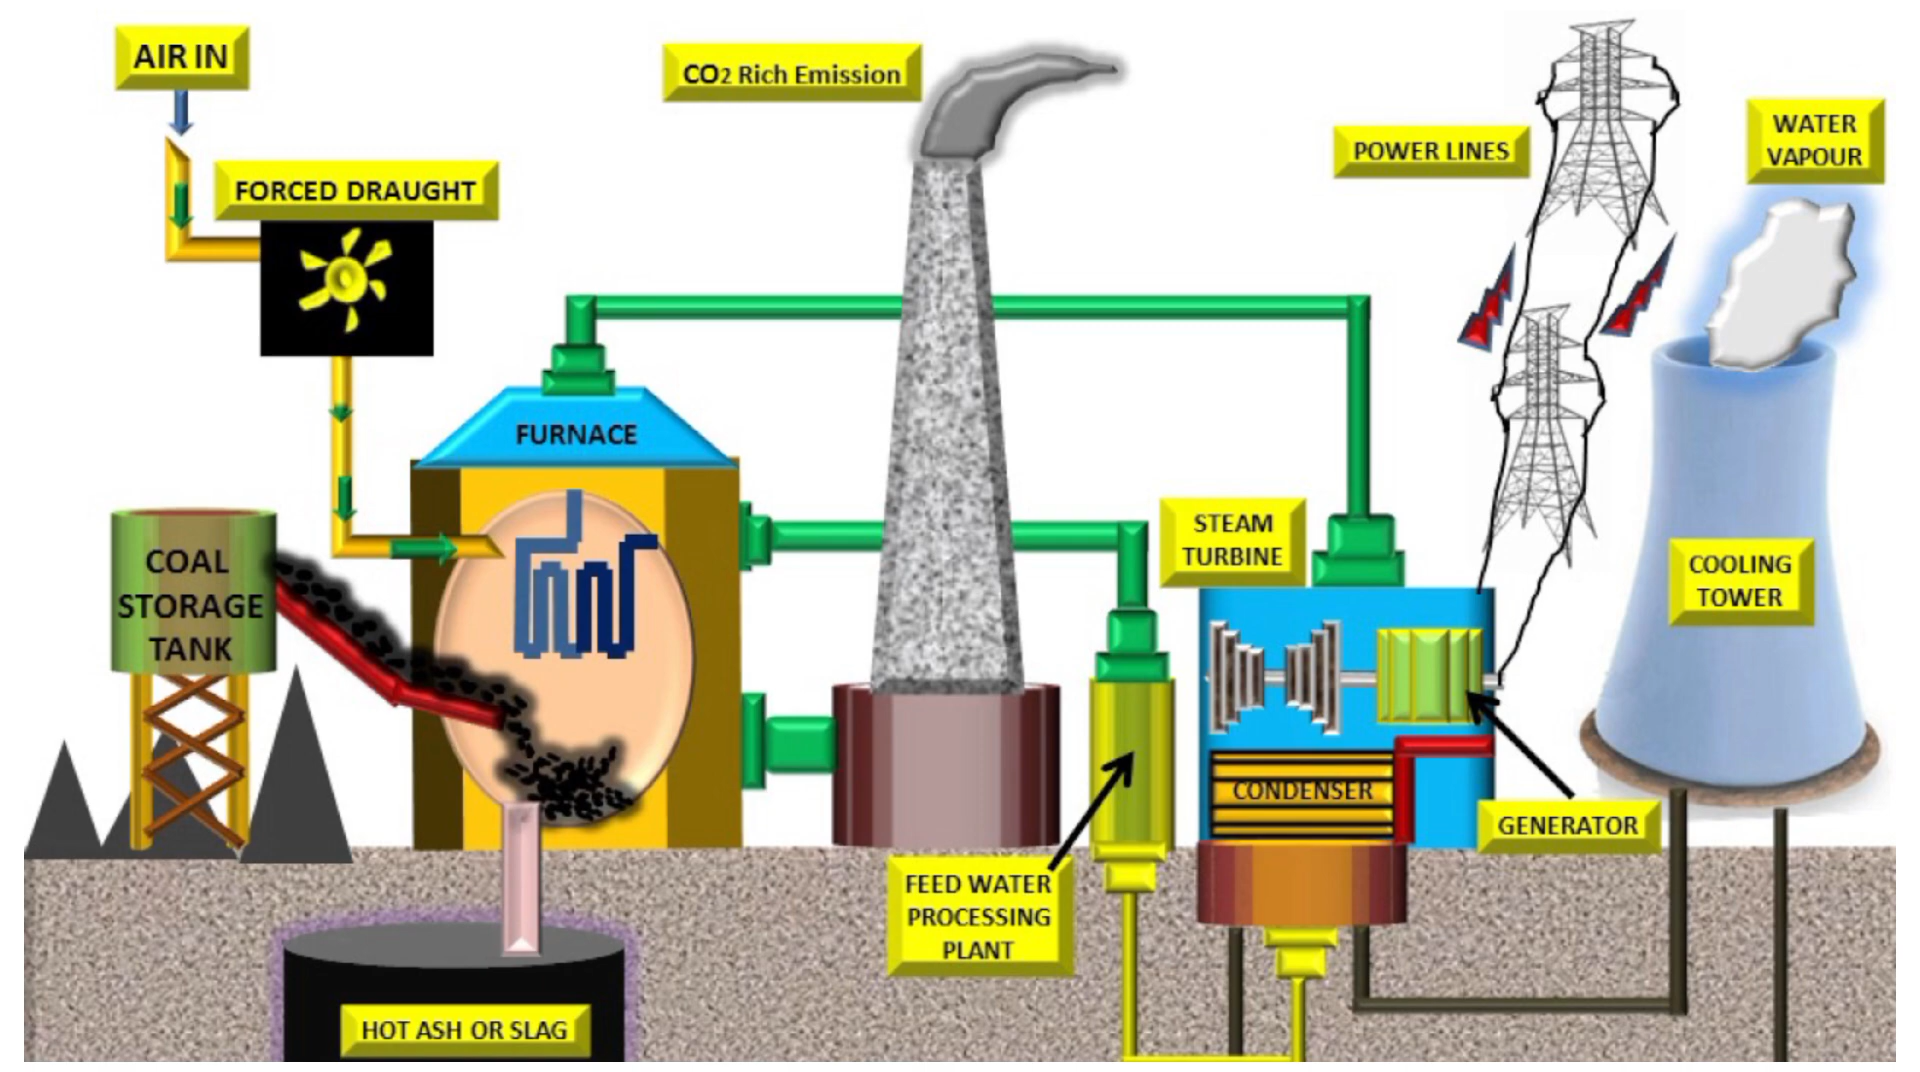 AIR IN
CO2 Rich Emission
FORCED DRAUGHT
POWER LINES
WATER
VAPOUR
FURNACE
COAL
STORAGE
TANK
STEAM
TURBINE
COOLING
TOWER
CONDENSER
GENERATOR
FEED WATER
PROCESSING
PLANT
HOT ASH OR SLAG